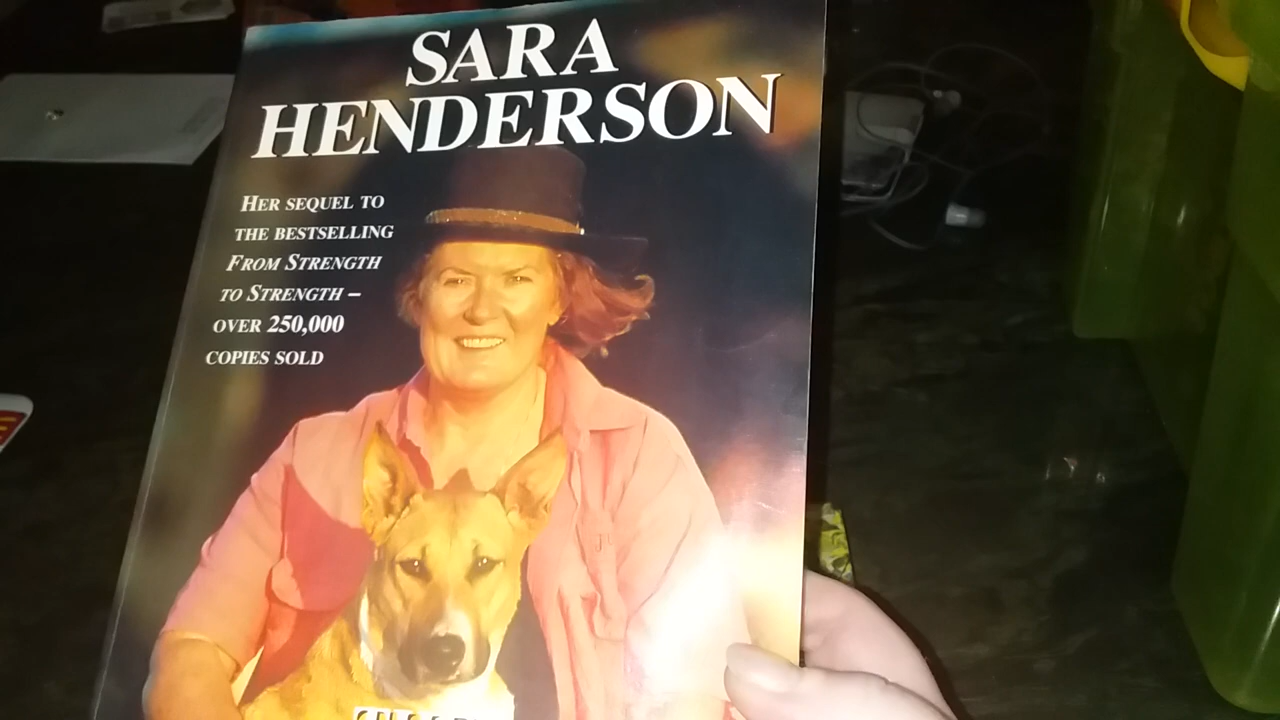 SARA
HENDERSON
HER SEQUEL TO
THE BESTSELLING
FROM STRENGTH
TO STRENGTH –
OVER 250,000
COPIES SOLD